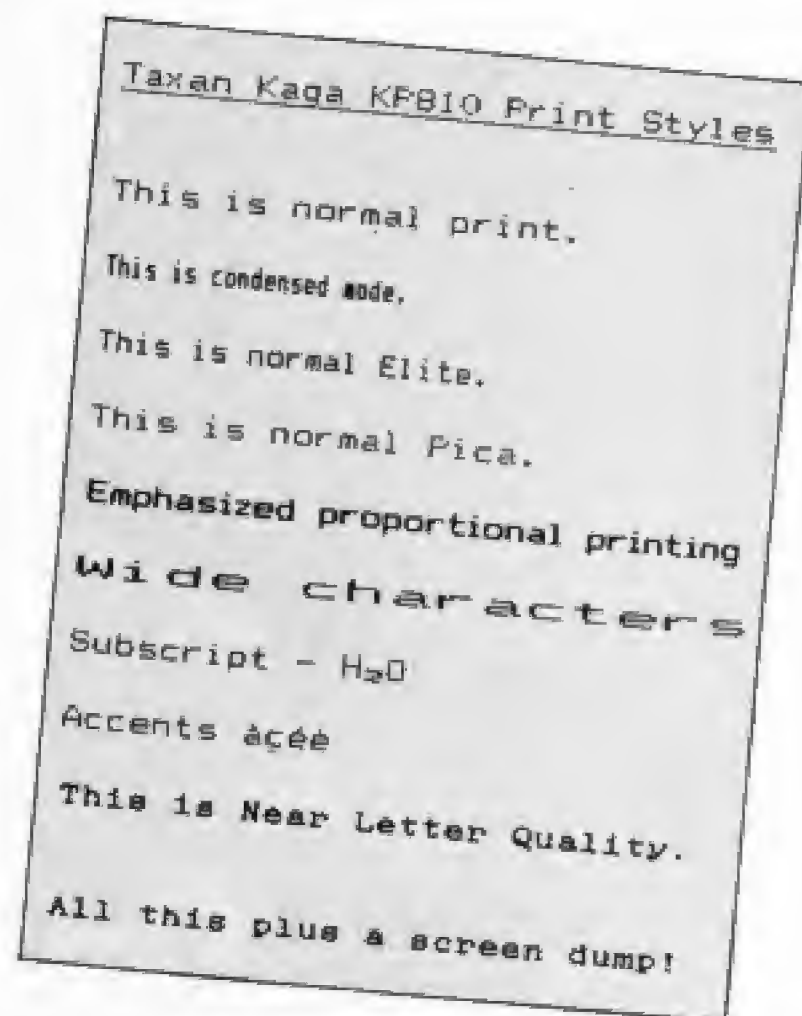 Taxan Kaga KP810 Print Styles
This is normal print.
This is condensed mode.
This is normal Elite.
This is normal Pica.
Emphasized proportional printing
Wide characters
Subscript - H₂O
Accents àçéè
This is Near Letter Quality.
All this plus a screen dump!